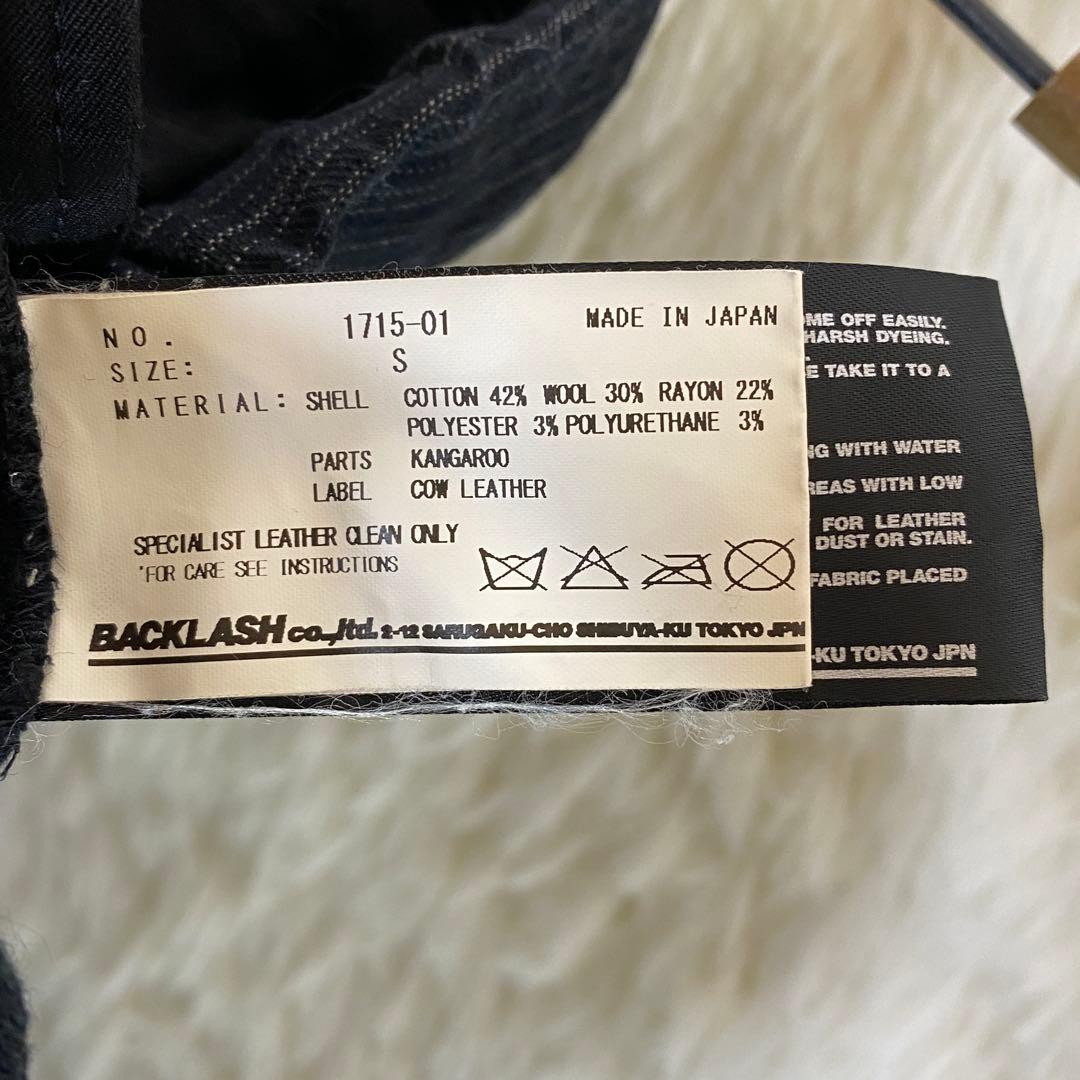 NO. 1715-01 MADE IN JAPAN
SIZE: S
MATERIAL: SHELL COTTON 42% WOOL 30% RAYON 22%
POLYESTER 3% POLYURETHANE 3%
PARTS KANGAROO
LABEL COW LEATHER
SPECIALIST LEATHER CLEAN ONLY
*FOR CARE SEE INSTRUCTIONS
BACKLASH co.,ltd. 2-12 SARUGAKU-CHO SHIBUYA-KU TOKYO JPN
OFF EASILY.
HARSH DYEING.
TAKE IT TO A
WITH WATER
WITH LOW
FOR LEATHER
DUST OR STAIN.
FABRIC PLACED
-KU TOKYO JPN